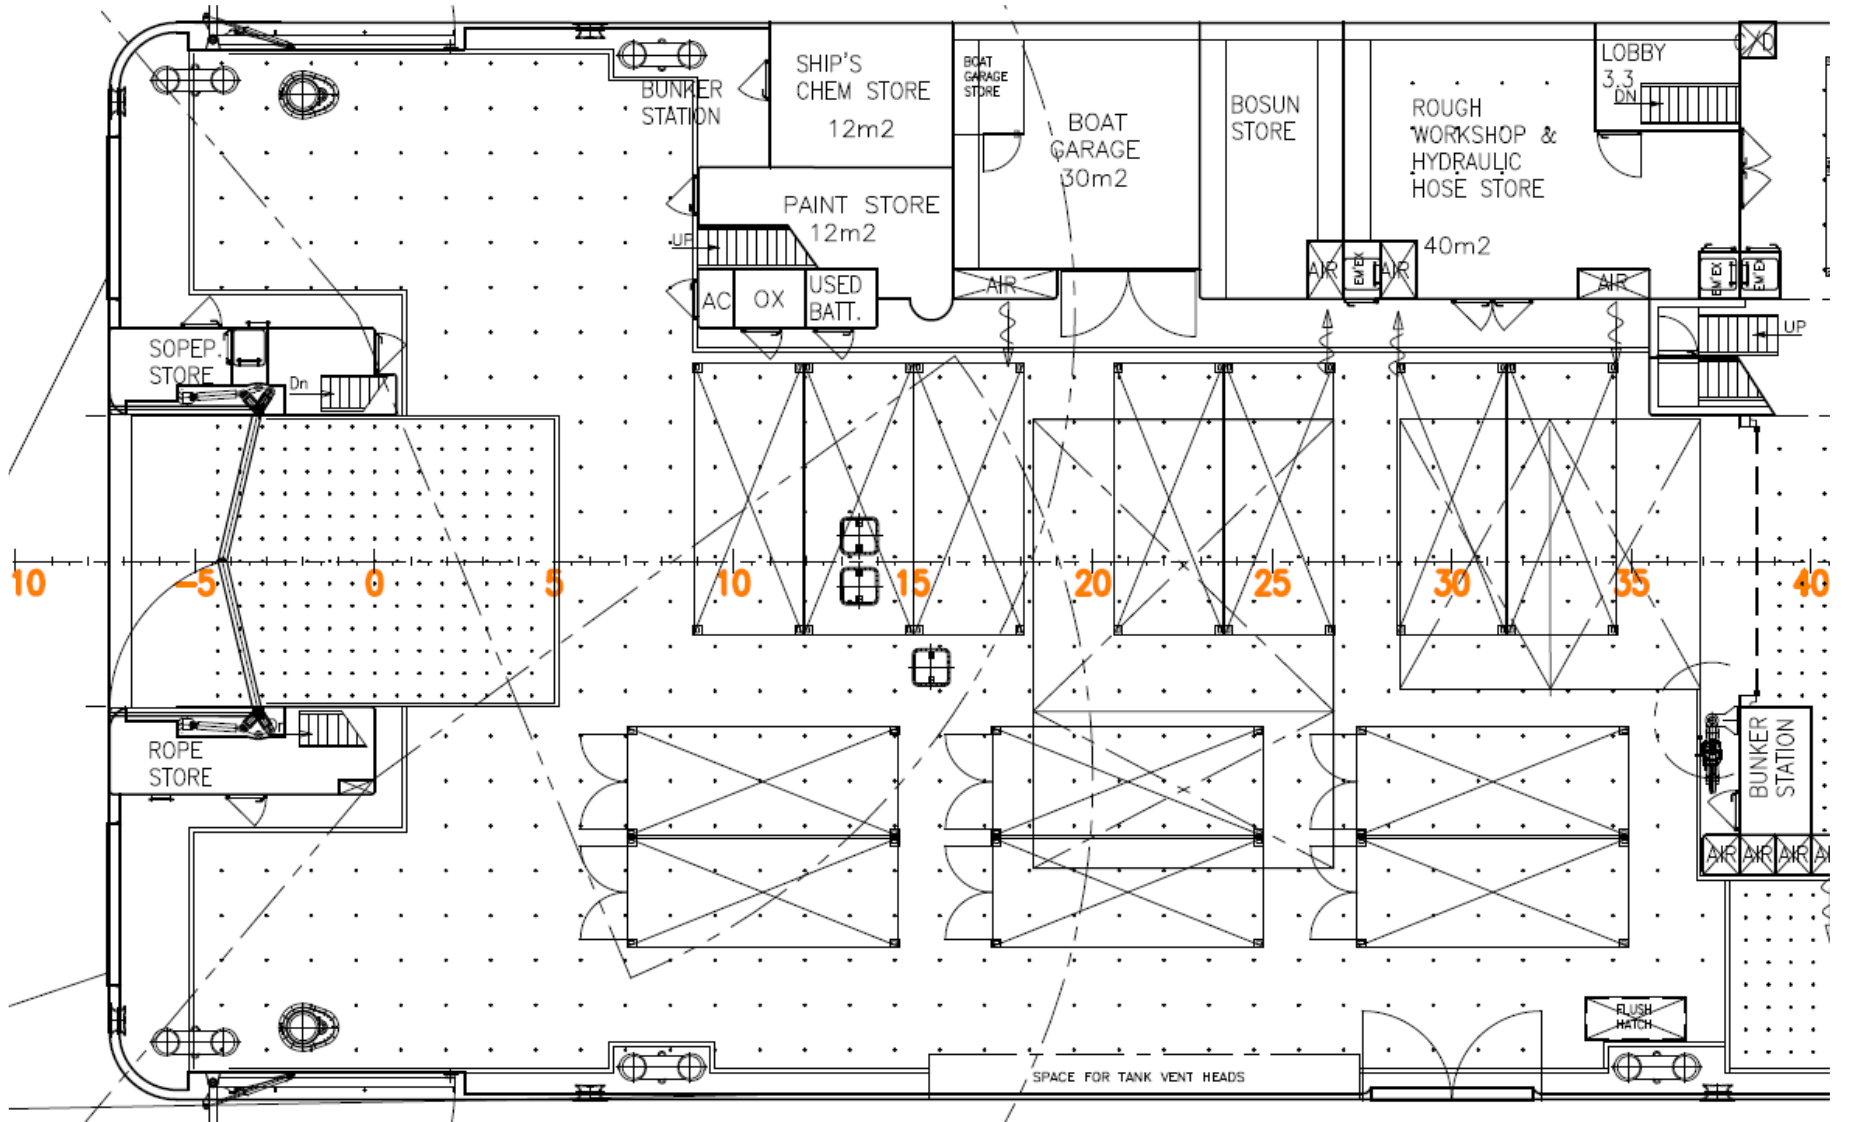 BUNKER
STATION
SHIP'S
CHEM STORE
12m2
BOAT
GARAGE
STORE
BOAT
GARAGE
30m2
BOSUN
STORE
ROUGH
WORKSHOP &
HYDRAULIC
HOSE STORE
40m2
LOBBY
3.3
DN
C/D
PAINT STORE
12m2
UP
AC
OX
USED
BATT.
AIR
AIR
EM'EX
AIR
AIR
EM'EX
EM'EX
UP
SOPEP.
STORE
Dn
10
-5
0
5
10
15
20
25
30
35
40
ROPE
STORE
BUNKER
STATION
AIR
AIR
AIR
FLUSH
HATCH
SPACE FOR TANK VENT HEADS